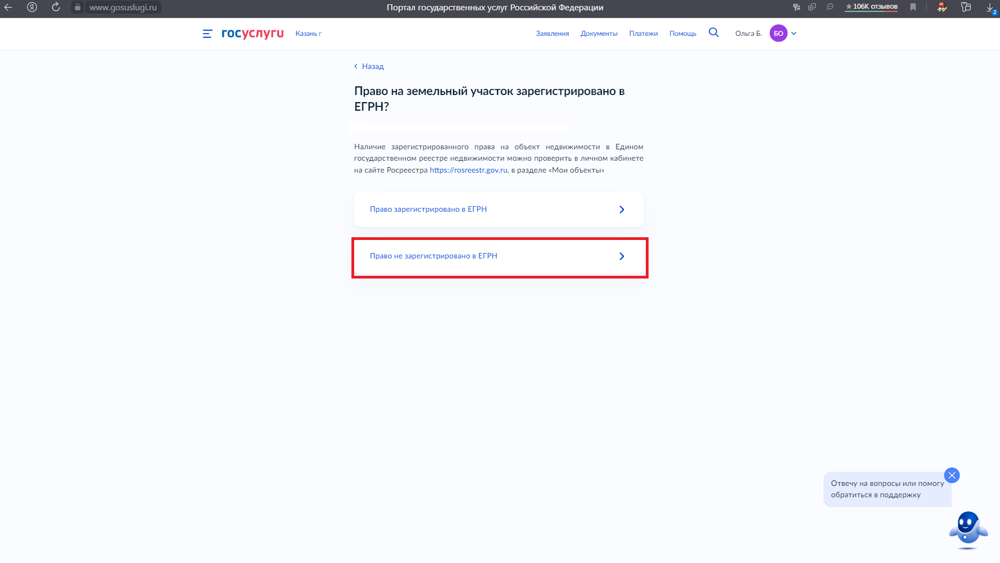 www.gosuslugi.ru
Портал государственных услуг Российской Федерации
★106К отзывов
2
госуслуги
Казань г
Заявления
Документы
Платежи
Помощь
Ольга Б.
БО
Назад
Право на земельный участок зарегистрировано в
ЕГРН?
Наличие зарегистрированного права на объект недвижимости в Едином
государственном реестре недвижимости можно проверить в личном кабинете
на сайте Росреестра https://rosreestr.gov.ru, в разделе «Мои объекты»
Право зарегистрировано в ЕГРН
Право не зарегистрировано в ЕГРН
Отвечу на вопросы или помогу
обратиться в поддержку